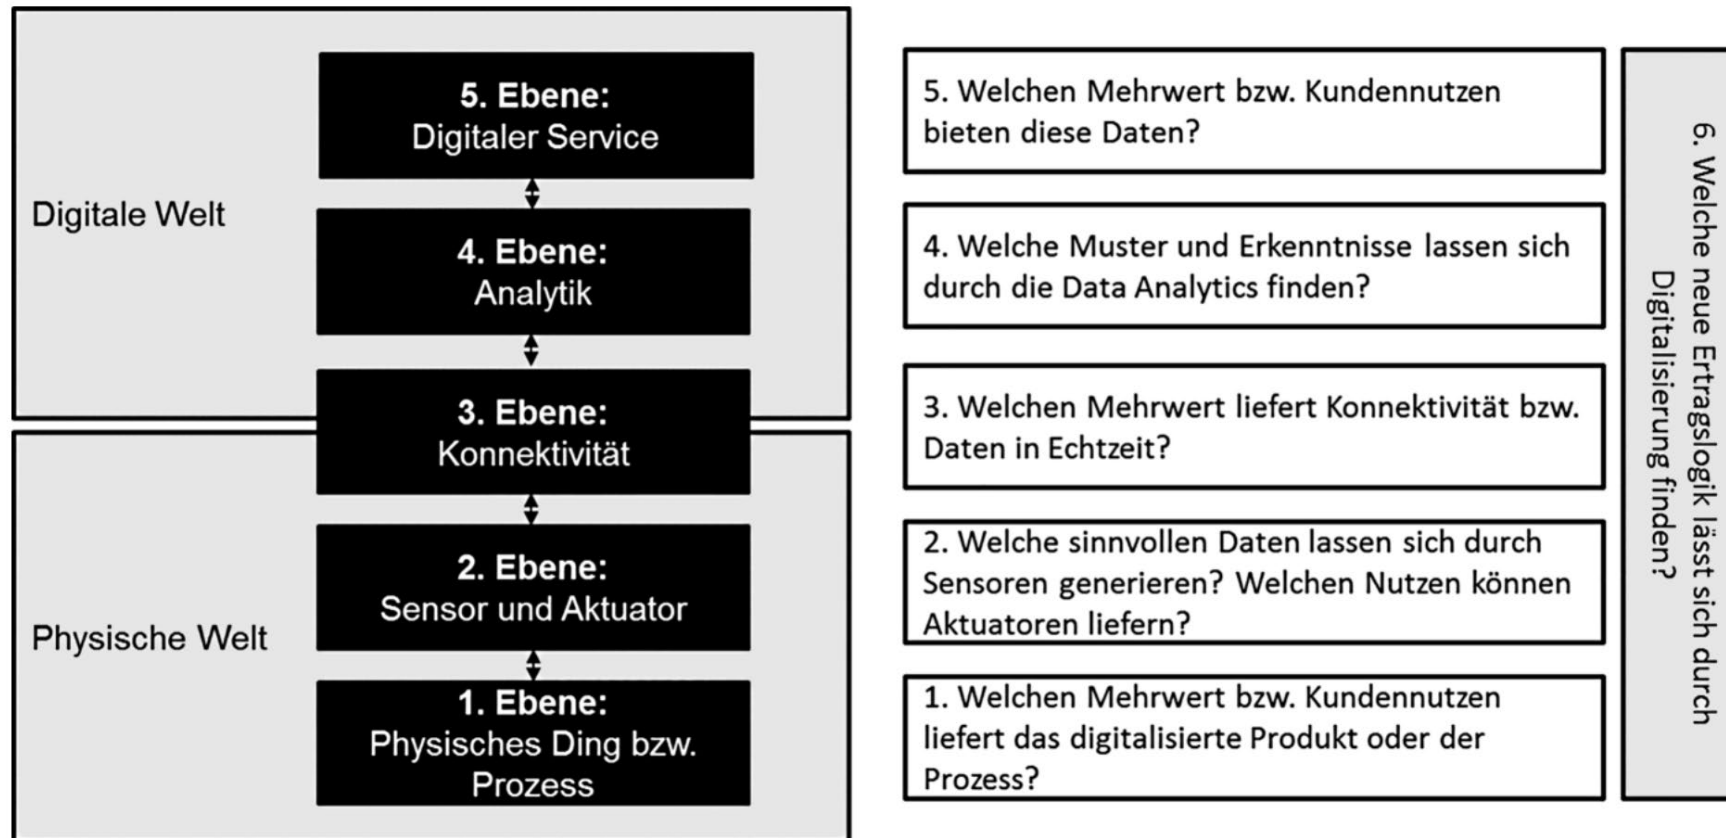 Digitale Welt
5. Ebene:
Digitaler Service
4. Ebene:
Analytik
3. Ebene:
Konnektivität
Physische Welt
2. Ebene:
Sensor und Aktuator
1. Ebene:
Physisches Ding bzw.
Prozess
5. Welchen Mehrwert bzw. Kundennutzen
bieten diese Daten?
4. Welche Muster und Erkenntnisse lassen sich
durch die Data Analytics finden?
3. Welchen Mehrwert liefert Konnektivität bzw.
Daten in Echtzeit?
2. Welche sinnvollen Daten lassen sich durch
Sensoren generieren? Welchen Nutzen können
Aktuatoren liefern?
1. Welchen Mehrwert bzw. Kundennutzen
liefert das digitalisierte Produkt oder der
Prozess?
6. Welche neue Ertragslogik lässt sich durch
Digitalisierung finden?